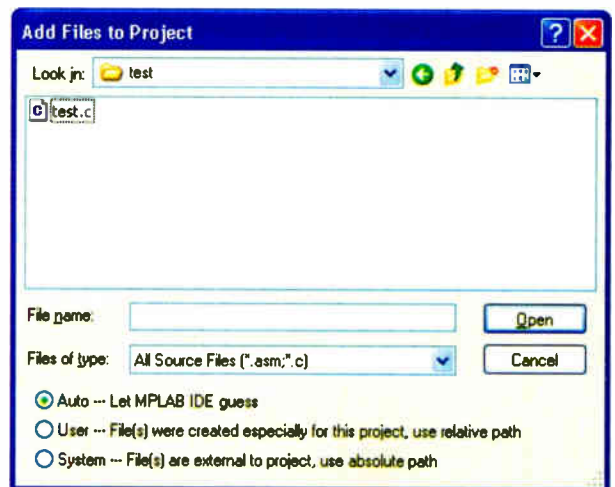 Add Files to Project
Look in: test
test.c
File name: Open
Files of type: All Source Files (*.asm;*.c) Cancel
Auto --- Let MPLAB IDE guess
User --- File(s) were created especially for this project, use relative path
System --- File(s) are external to project, use absolute path